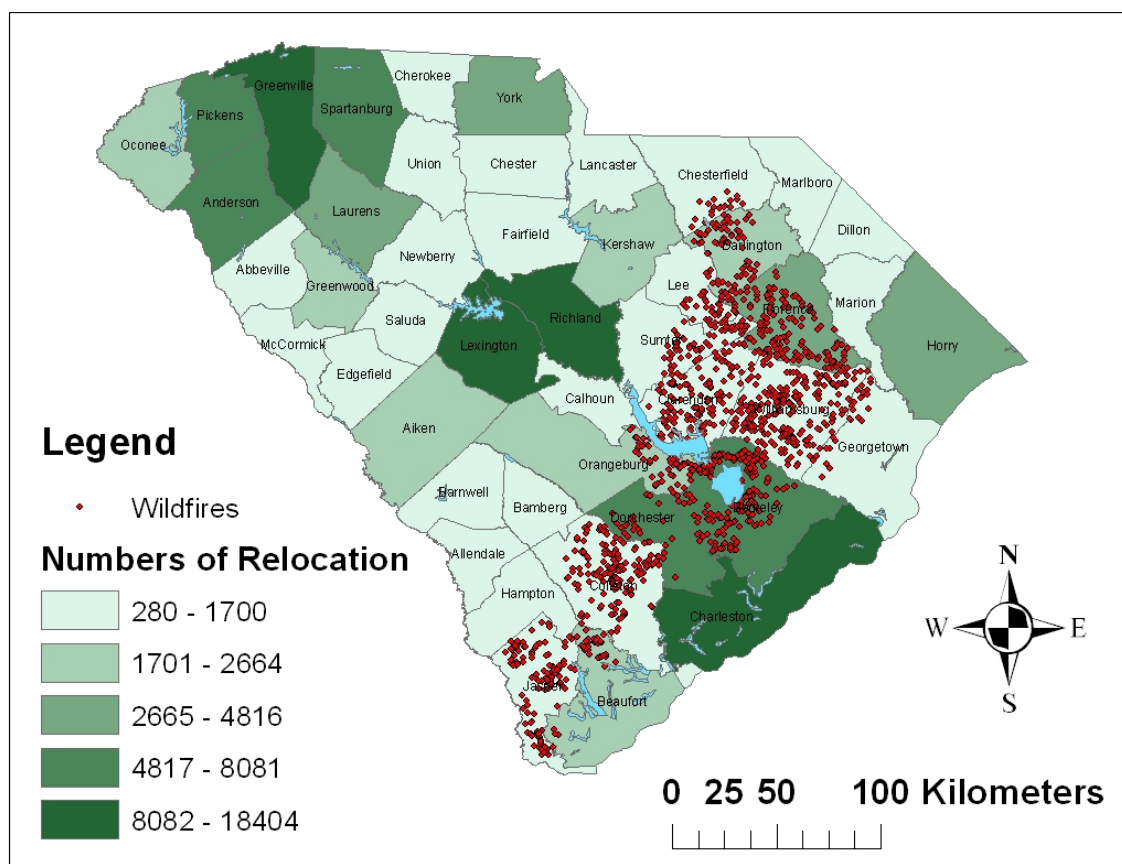 Cherokee
Greenville
York
Spartanburg
Pickens
Oconee
Union
Chester
Lancaster
Chesterfield
Marlboro
Anderson
Laurens
Fairfield
Kershaw
Darlington
Dillon
Abbeville
Newberry
Greenwood
Lee
Marion
Florence
Saluda
Richland
McCormick
Lexington
Sumter
Horry
Edgefield
Calhoun
Clarendon
Williamsburg
Aiken
Georgetown
Orangeburg
Barnwell
Bamberg
Berkeley
Dorchester
Allendale
Hampton
Colleton
Charleston
Jasper
Beaufort
Legend
Wildfires
Numbers of Relocation
280 - 1700
1701 - 2664
2665 - 4816
4817 - 8081
8082 - 18404
N
W E
S
0 25 50 100 Kilometers